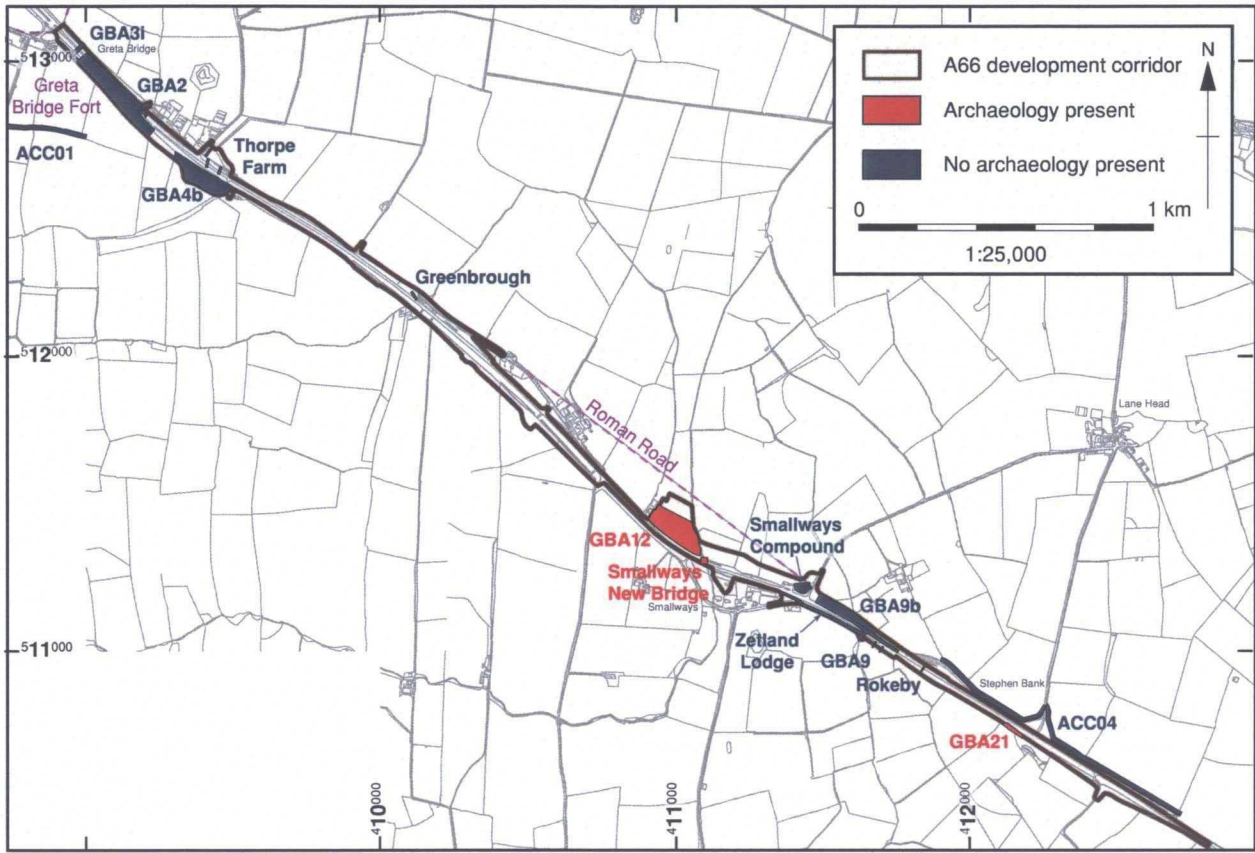 GBA3i
Greta Bridge
513000
Greta
Bridge Fort
GBA2
ACC01
Thorpe
Farm
GBA4b
Greenbrough
512000
Roman Road
Lane Head
GBA12
Smallways
New Bridge
Smallways
Smallways
Compound
GBA9b
Zetland
Lodge
GBA9
Rokeby
511000
Stephen Bank
ACC04
GBA21
410000
411000
412000
A66 development corridor
Archaeology present
No archaeology present
N
0
1 km
1:25,000